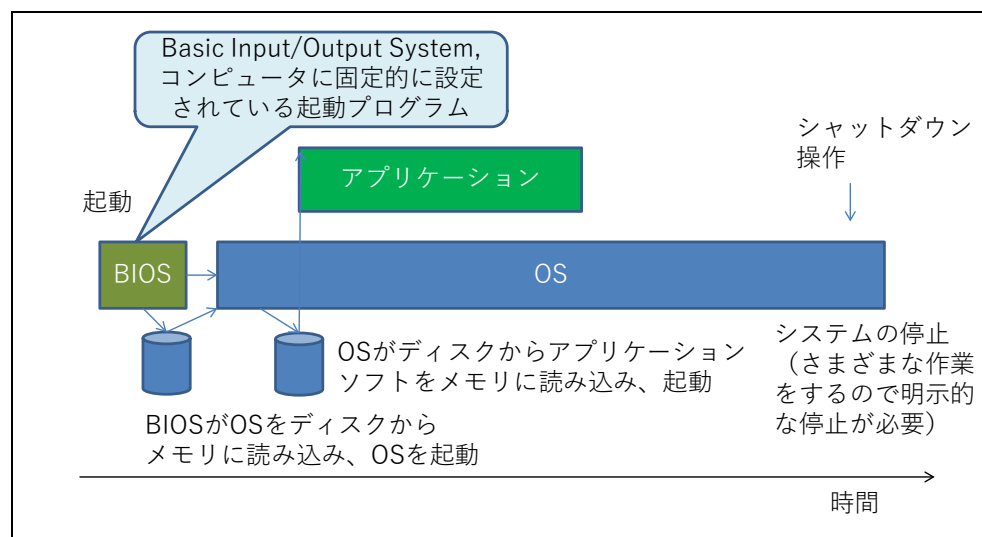 Basic Input/Output System,
コンピュータに固定的に設定
されている起動プログラム
シャットダウン
操作
アプリケーション
起動
BIOS
OS
OSがディスクからアプリケーション
ソフトをメモリに読み込み、起動
システムの停止
（さまざまな作業
をするので明示的
な停止が必要）
BIOSがOSをディスクから
メモリに読み込み、OSを起動
時間